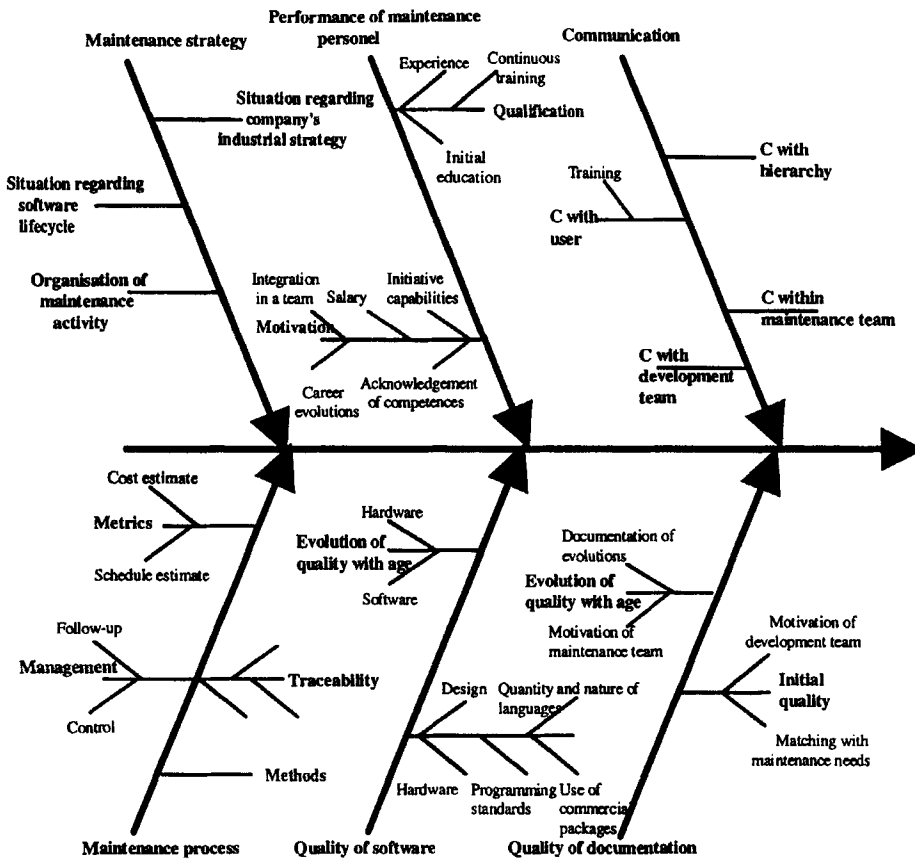 Maintenance strategy
Situation regarding
company's
industrial strategy
Situation regarding
software
lifecycle
Organisation of
maintenance
activity
Performance of maintenance
personel
Experience
Continuous
training
Qualification
Initial
education
Integration
in a team
Salary
Initiative
capabilities
Motivation
Career
evolutions
Acknowledgement
of competences
Communication
C with
hierarchy
Training
C with
user
C within
maintenance team
C with
development
team
Cost estimate
Metrics
Schedule estimate
Follow-up
Management
Control
Traceability
Methods
Maintenance process
Hardware
Evolution of
quality with age
Software
Design
Quantity and nature of
languages
Hardware
Programming
standards
Use of
commercial
packages
Quality of software
Documentation of
evolutions
Evolution of
quality with age
Motivation of
maintenance team
Motivation of
development team
Initial
quality
Matching with
maintenance needs
Quality of documentation